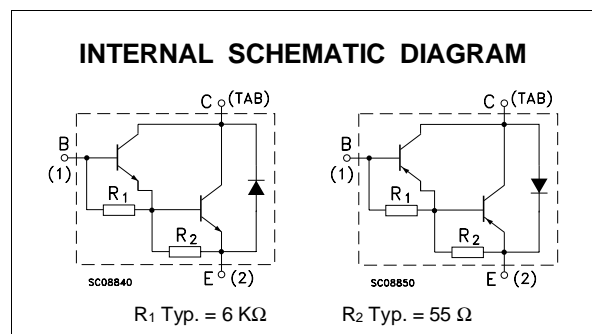 INTERNAL SCHEMATIC DIAGRAM
C (TAB) C (TAB)
B B
(1) (1)
R1 R1
R2 R2
SC08840 E (2) SC08850 E (2)
R1 Typ. = 6 KΩ R2 Typ. = 55 Ω